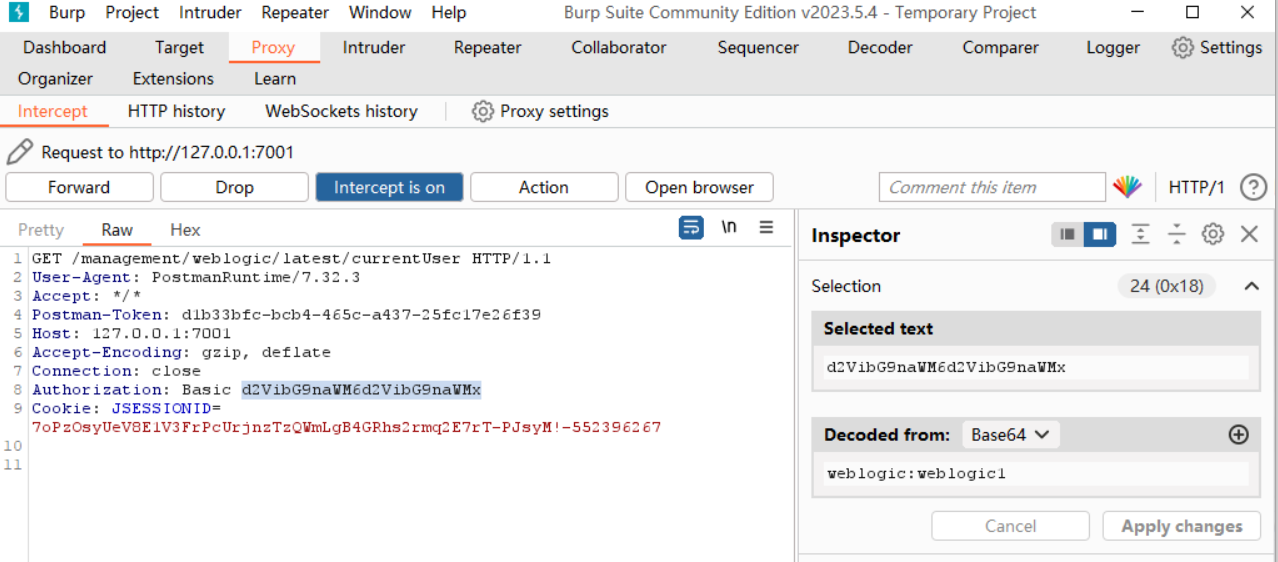 Burp Project Intruder Repeater Window Help Burp Suite Community Edition v2023.5.4 - Temporary Project
Dashboard Target Proxy Intruder Repeater Collaborator Sequencer Decoder Comparer Logger Settings
Organizer Extensions Learn
Intercept HTTP history WebSockets history Proxy settings
Request to http://127.0.0.1:7001
Forward Drop Intercept is on Action Open browser Comment this item HTTP/1 ?
Pretty Raw Hex \n
1 GET /management/weblogic/latest/currentUser HTTP/1.1
2 User-Agent: PostmanRuntime/7.32.3
3 Accept: */*
4 Postman-Token: d1b33bfc-bcb4-465c-a437-25fc17e26f39
5 Host: 127.0.0.1:7001
6 Accept-Encoding: gzip, deflate
7 Connection: close
8 Authorization: Basic d2VibG9naWM6d2VibG9naWMx
9 Cookie: JSESSIONID=
7oPzOsyUeV8E1V3FrPcUrjnzTzQWmLgB4GRhs2rmq2E7rT-PJsyM!-552396267
10
11
Inspector
Selection 24 (0x18)
Selected text
d2VibG9naWM6d2VibG9naWMx
Decoded from: Base64
weblogic:weblogic1
Cancel Apply changes